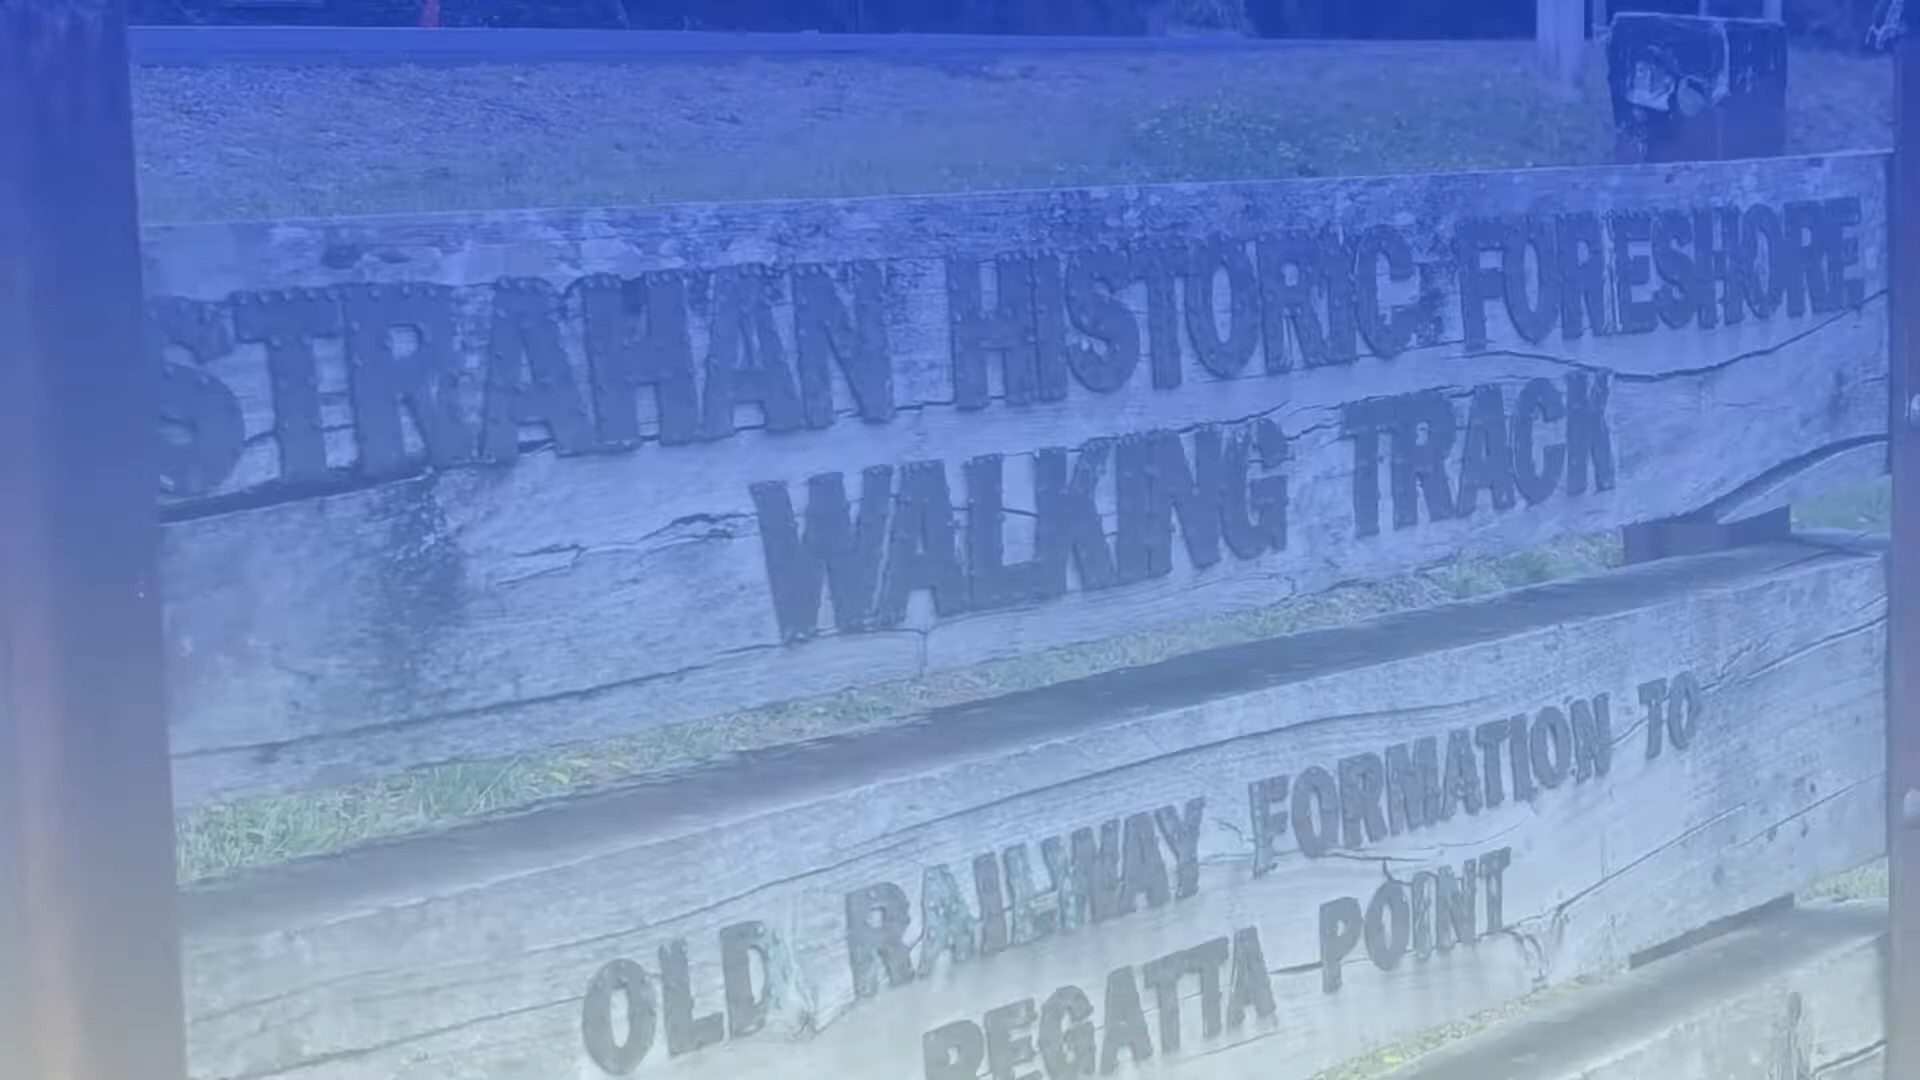 STRAHAN HISTORIC FORESHORE
WALKING TRACK
OLD RAILWAY FORMATION TO
REGATTA POINT